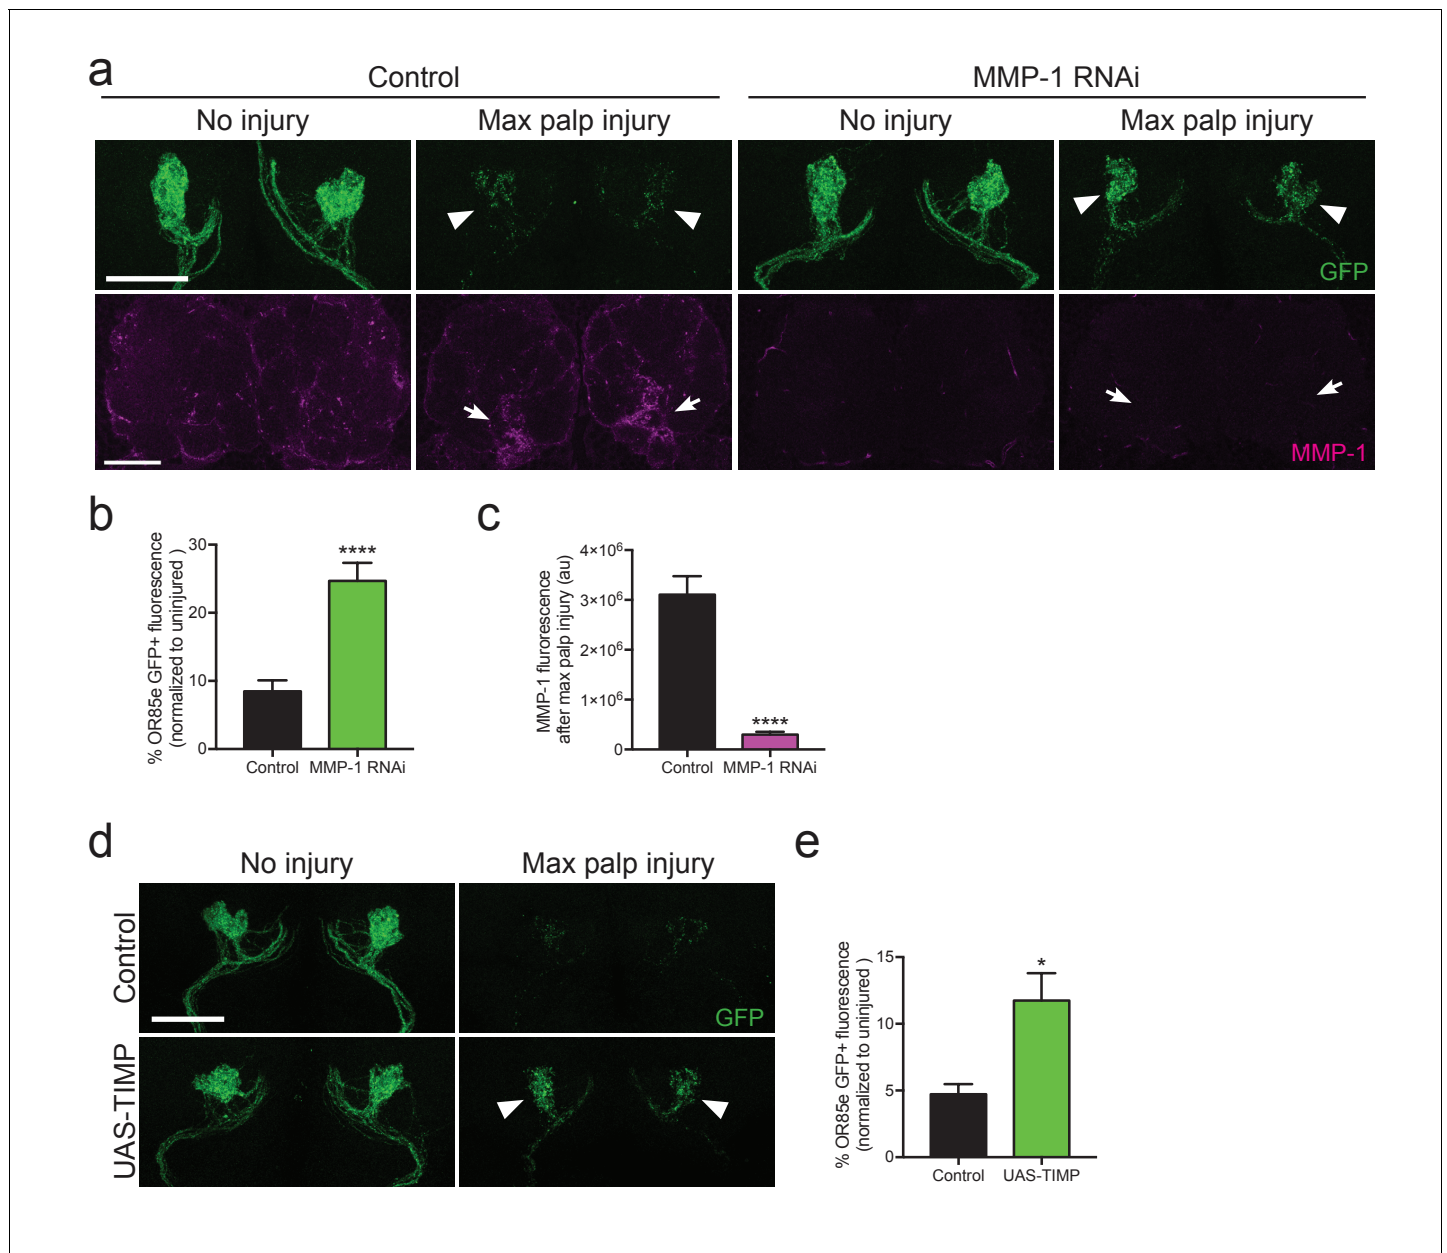 a
Control
MMP-1 RNAi
No injury
Max palp injury
No injury
Max palp injury
GFP
MMP-1
b
% OR85e GFP+ fluorescence
(normalized to uninjured )
30
20
10
0
****
Control
MMP-1 RNAi
c
MMP-1 flurorescence
after max palp injury (au)
4×10⁶
3×10⁶
2×10⁶
1×10⁶
0
****
Control
MMP-1 RNAi
d
No injury
Max palp injury
Control
GFP
UAS-TIMP
e
% OR85e GFP+ fluorescence
(normalized to uninjured )
15
10
5
0
*
Control
UAS-TIMP